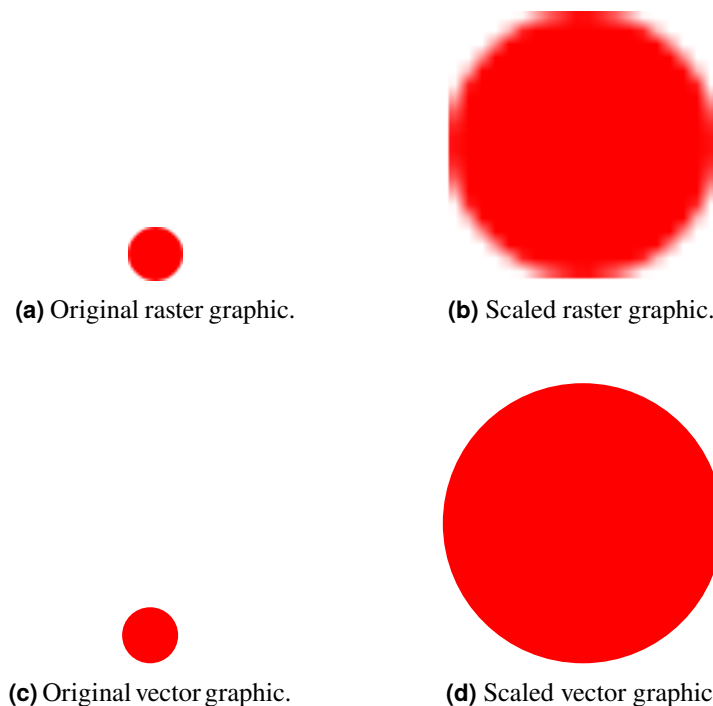 (a) Original raster graphic.
(b) Scaled raster graphic.
(c) Original vector graphic.
(d) Scaled vector graphic